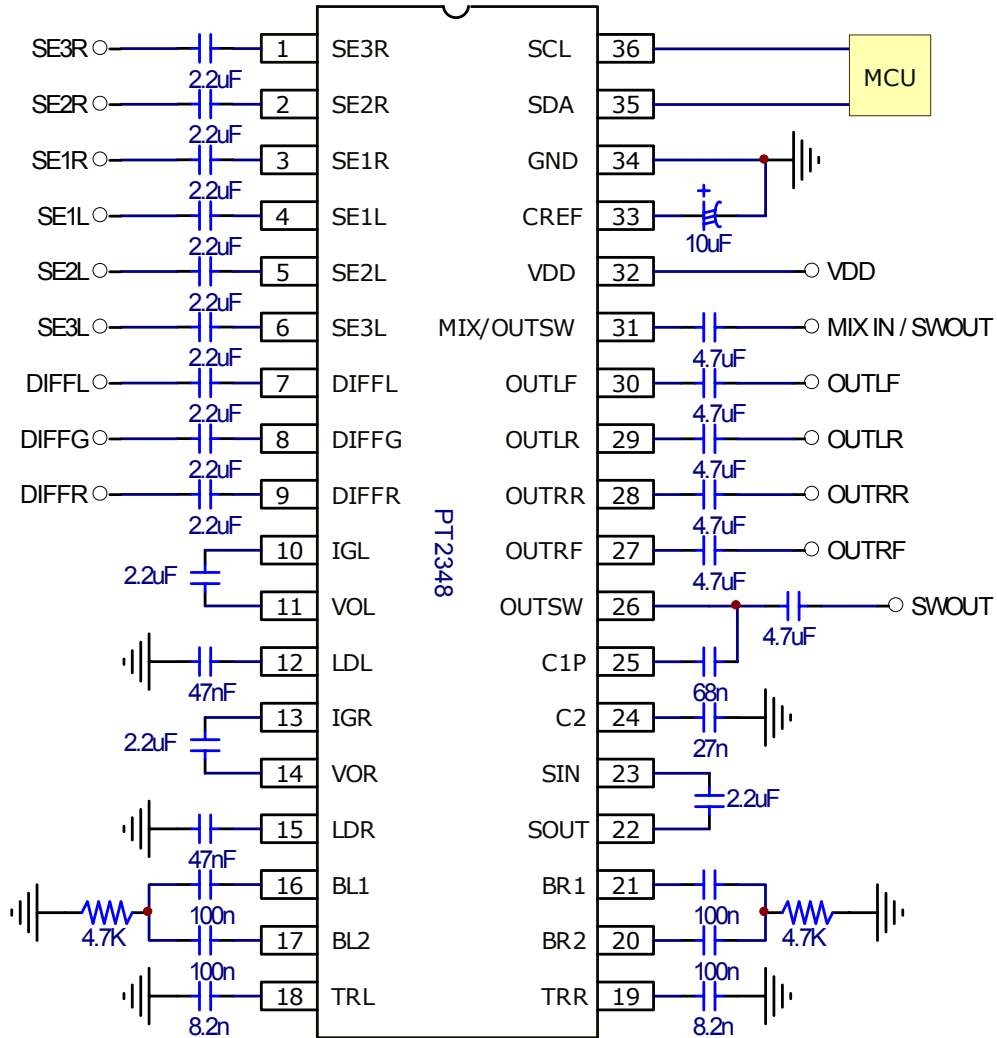 SE3R 1 SE3R SCL 36 MCU
2.2uF
SE2R 2 SE2R SDA 35
2.2uF
SE1R 3 SE1R GND 34
2.2uF
SE1L 4 SE1L CREF 33 + 10uF
2.2uF
SE2L 5 SE2L VDD 32 VDD
2.2uF
SE3L 6 SE3L MIX/OUTSW 31 MIX IN / SWOUT
2.2uF 4.7uF
DIFFL 7 DIFFL OUTLF 30 OUTLF
2.2uF 4.7uF
DIFFG 8 DIFFG OUTLR 29 OUTLR
2.2uF 4.7uF
DIFFR 9 DIFFR OUTRR 28 OUTRR
2.2uF 4.7uF
PT2348
10 IGL OUTRF 27 OUTRF
2.2uF 4.7uF
11 VOL OUTSW 26 SWOUT
4.7uF
12 LDL C1P 25
47nF 68n
13 IGR C2 24
2.2uF 27n
14 VOR SIN 23
2.2uF
15 LDR SOUT 22
47nF
16 BL1 BR1 21
4.7K 100n 100n 4.7K
17 BL2 BR2 20
100n 100n
18 TRL TRR 19
8.2n 8.2n